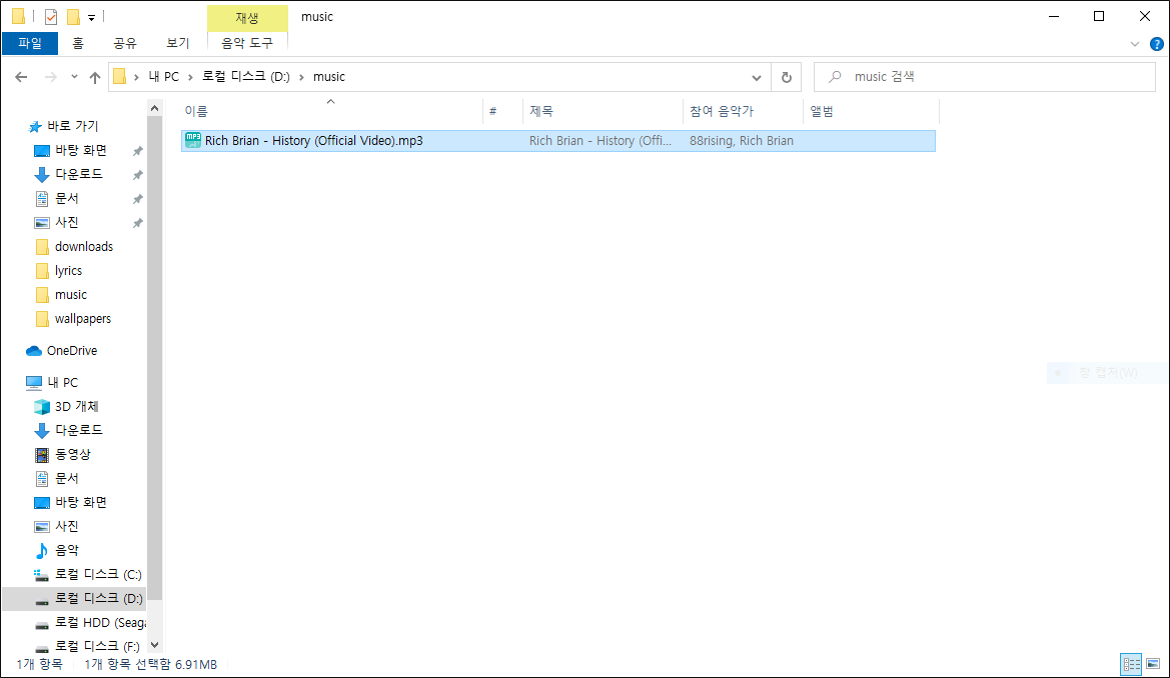 재생
music
파일
홈
공유
보기
음악 도구
내 PC
로컬 디스크 (D:)
music
music 검색
이름
#
제목
참여 음악가
앨범
Rich Brian - History (Official Video).mp3
Rich Brian - History (Offi...
88rising, Rich Brian
바로 가기
바탕 화면
다운로드
문서
사진
downloads
lyrics
music
wallpapers
OneDrive
내 PC
3D 개체
다운로드
동영상
문서
바탕 화면
사진
음악
로컬 디스크 (C:)
로컬 디스크 (D:)
로컬 HDD (Seaga
로컬 디스크 (F:)
창 캡처(W)
1개 항목
1개 항목 선택함 6.91MB